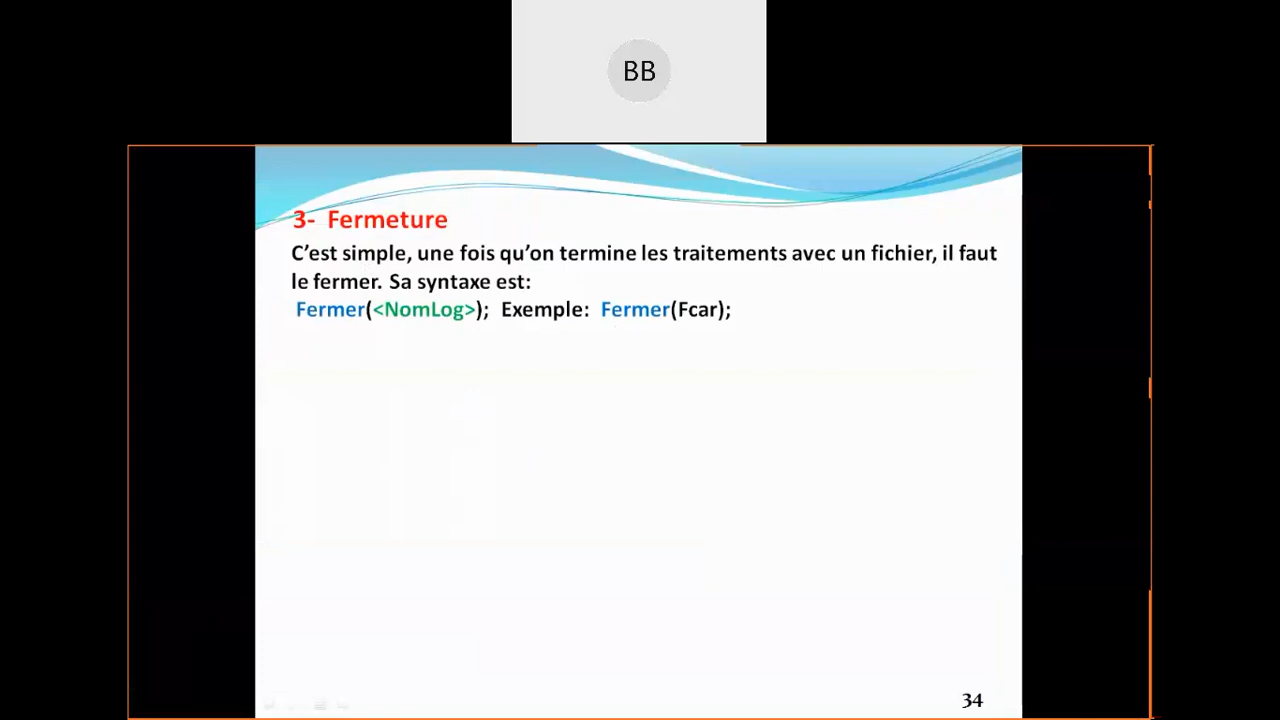 BB
3- Fermeture
C’est simple, une fois qu’on termine les traitements avec un fichier, il faut
le fermer. Sa syntaxe est:
Fermer(<NomLog>); Exemple: Fermer(Fcar);
34